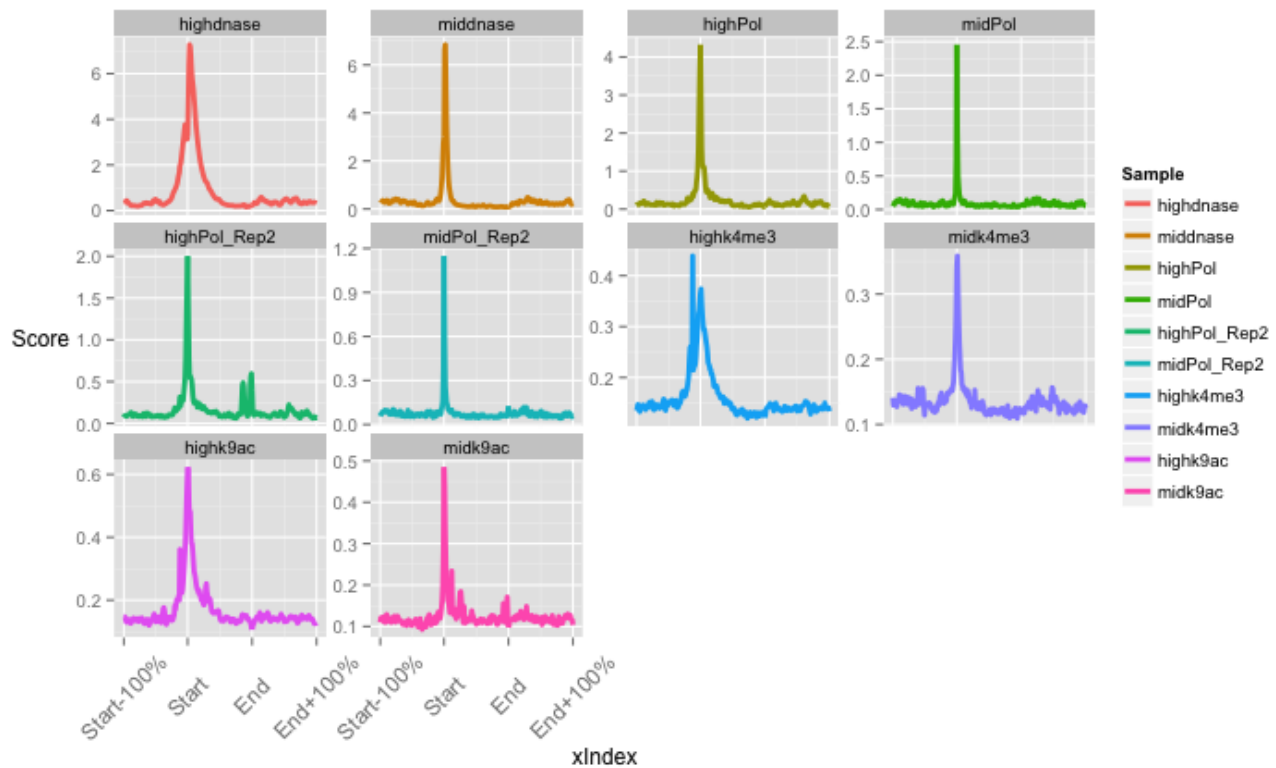 highdnase
middnase
highPol
midPol
6
4
2
0
6
4
2
0
4
3
2
1
0
2.5
2.0
1.5
1.0
0.5
0.0
highPol_Rep2
midPol_Rep2
highk4me3
midk4me3
2.0
1.5
1.0
0.5
0.0
1.2
0.9
0.6
0.3
0.0
0.4
0.3
0.2
0.3
0.2
0.1
Score
highk9ac
midk9ac
0.6
0.4
0.2
0.5
0.4
0.3
0.2
0.1
Start-100%
Start
End
End+100%
Start-100%
Start
End
End+100%
xIndex
Sample
highdnase
middnase
highPol
midPol
highPol_Rep2
midPol_Rep2
highk4me3
midk4me3
highk9ac
midk9ac